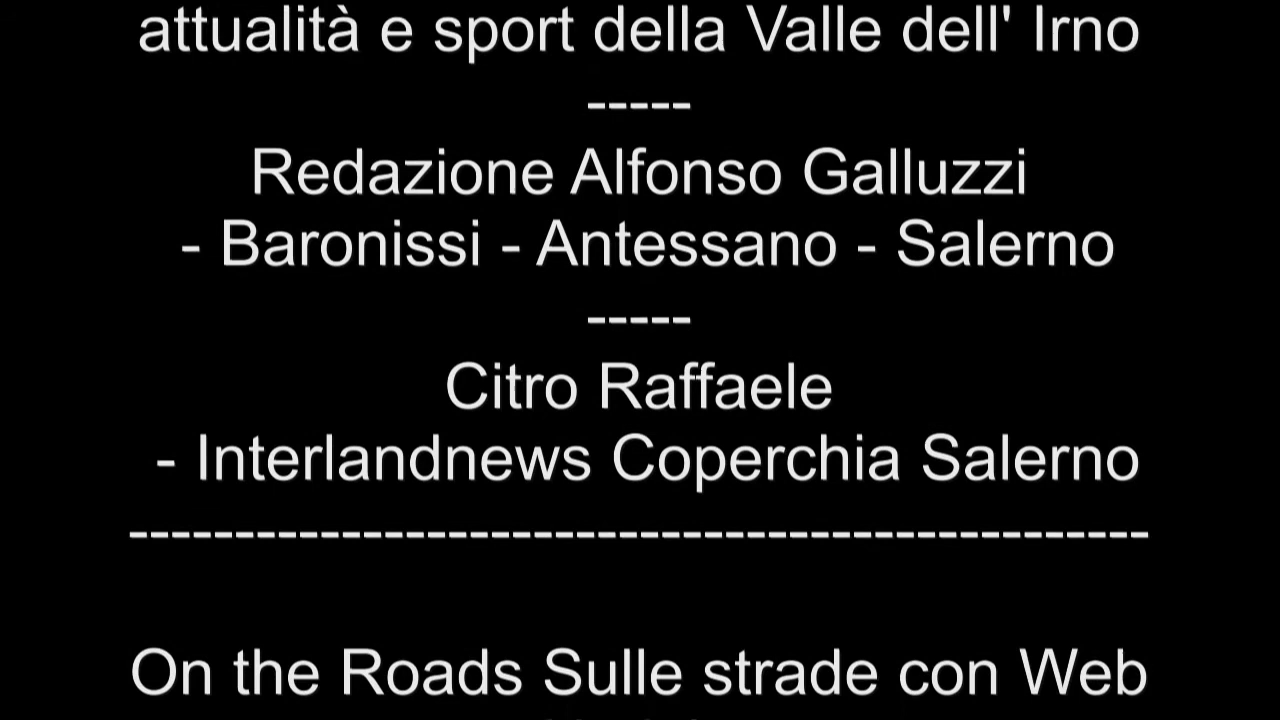 attualità e sport della Valle dell' Irno
-----
Redazione Alfonso Galluzzi
- Baronissi - Antessano - Salerno
-----
Citro Raffaele
- Interlandnews Coperchia Salerno
------------------------------------------------
On the Roads Sulle strade con Web